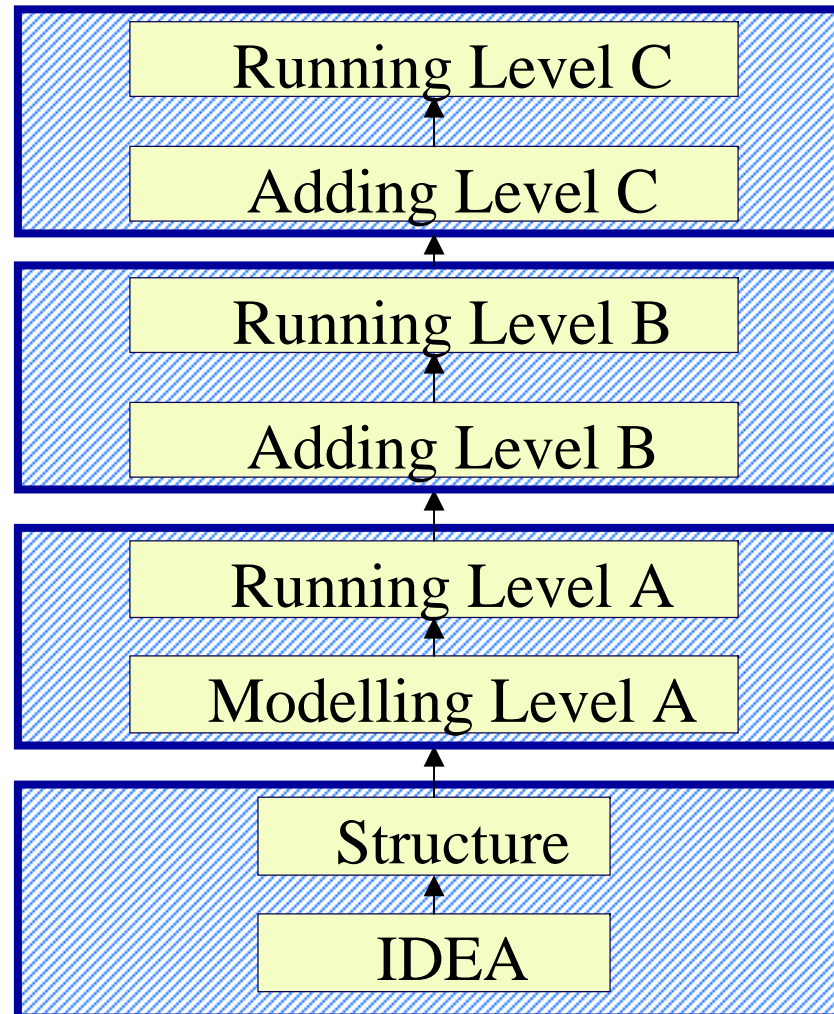 Running Level C
Adding Level C
Running Level B
Adding Level B
Running Level A
Modelling Level A
Structure
IDEA